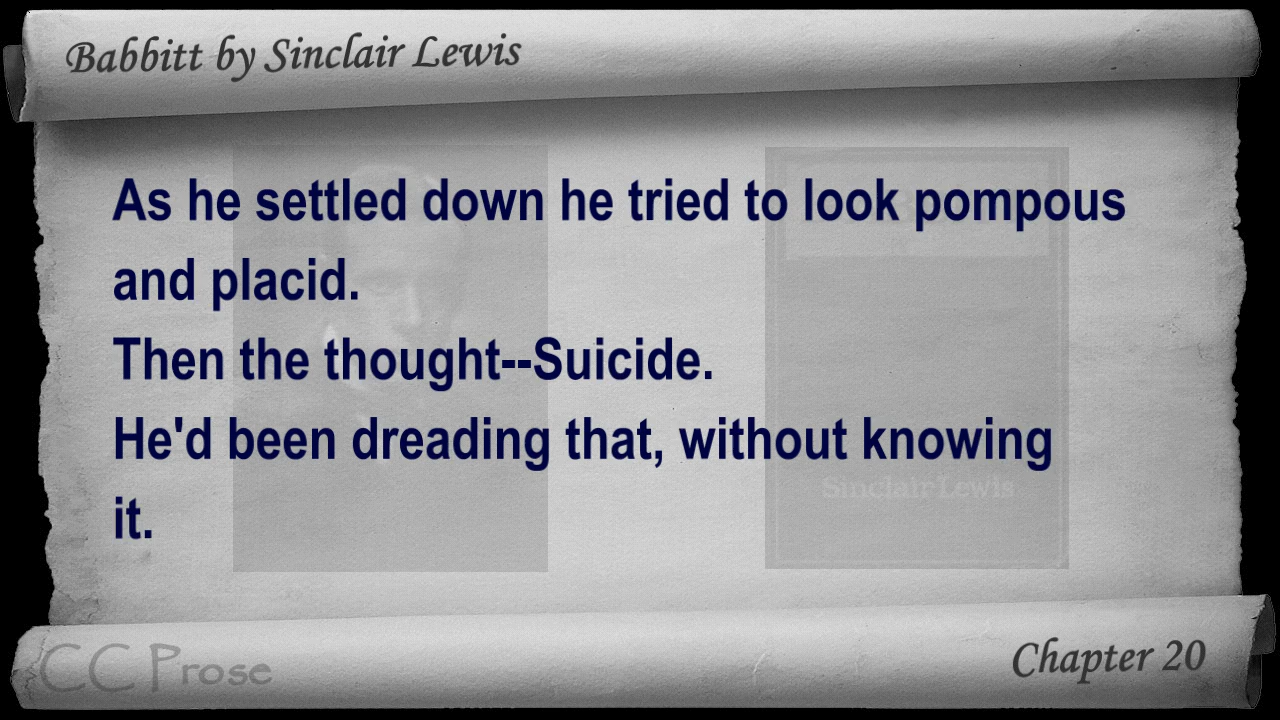 Babbitt by Sinclair Lewis
As he settled down he tried to look pompous
and placid.
Then the thought--Suicide.
He'd been dreading that, without knowing
it.
Sinclair Lewis
CC Prose
Chapter 20